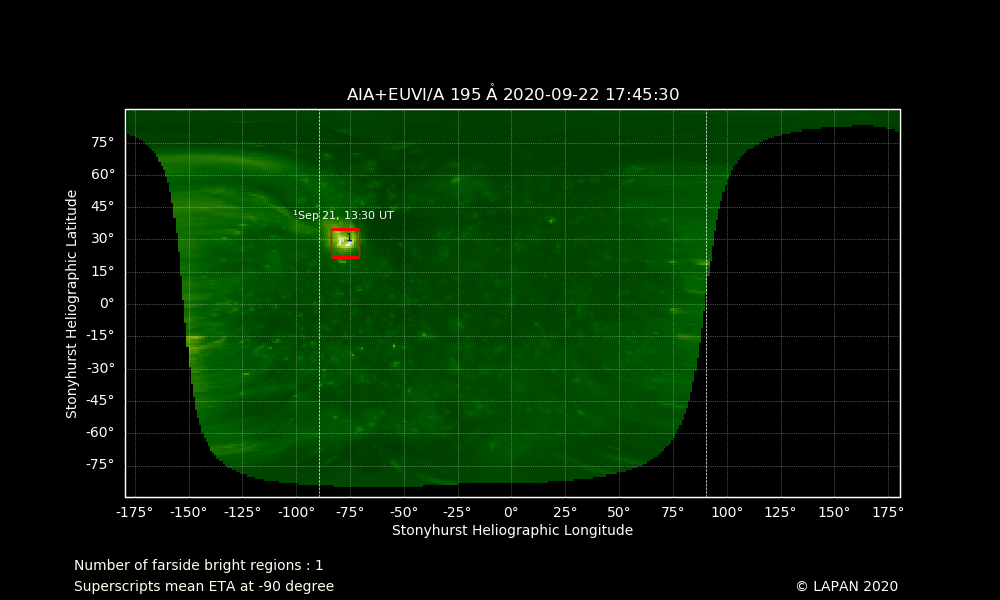 AIA+EUVI/A 195 Å 2020-09-22 17:45:30
Stonyhurst Heliographic Latitude
75°
60°
45°
30°
15°
0°
-15°
-30°
-45°
-60°
-75°
¹Sep 21, 13:30 UT
1
-175° -150° -125° -100° -75° -50° -25° 0° 25° 50° 75° 100° 125° 150° 175°
Stonyhurst Heliographic Longitude
Number of farside bright regions : 1
Superscripts mean ETA at -90 degree
© LAPAN 2020